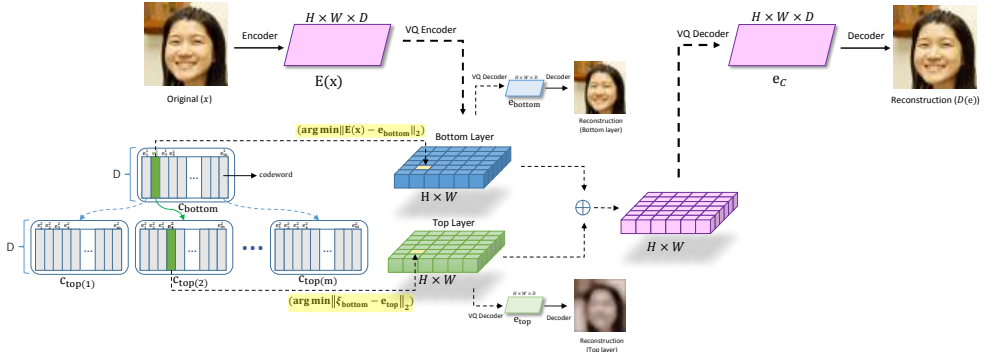 H × W × D
Encoder
VQ Encoder
E(x)
Original (x)
H × W × D
VQ Decoder
Decoder
e_C
Reconstruction (D(e))
VQ Decoder
H × W × D
Decoder
e_bottom
Reconstruction
(Bottom layer)
(arg min‖E(x) − e_bottom‖₂)
Bottom Layer
D
codeword
...
c_bottom
H × W
Top Layer
D
...
...
...
...
c_top(1)
c_top(2)
c_top(m)
H × W
H × W
(arg min‖ξ_bottom − e_top‖₂)
VQ Decoder
H × W × D
Decoder
e_top
Reconstruction
(Top layer)